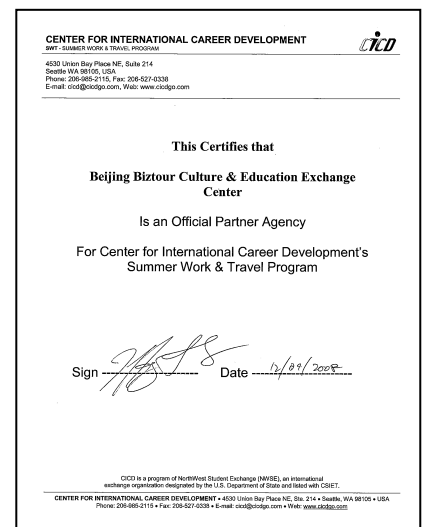 CENTER FOR INTERNATIONAL CAREER DEVELOPMENT
SWT - SUMMER WORK & TRAVEL PROGRAM
CiCD
4530 Union Bay Place NE, Suite 214
Seattle WA 98105, USA
Phone: 206-985-2115, Fax: 206-527-0338
E-mail: cicd@cicdgo.com, Web: www.cicdgo.com
This Certifies that
Beijing Biztour Culture & Education Exchange
Center
Is an Official Partner Agency
For Center for International Career Development's
Summer Work & Travel Program
Sign Date 12/09/2008
CICD is a program of NorthWest Student Exchange (NWSE), an international
exchange organization designated by the U.S. Department of State and listed with CSIET.
CENTER FOR INTERNATIONAL CAREER DEVELOPMENT • 4530 Union Bay Place NE, Ste. 214 • Seattle, WA 98105 • USA
Phone: 206-985-2115 • Fax: 206-527-0338 • E-mail: cicd@cicdgo.com • Web: www.cicdgo.com